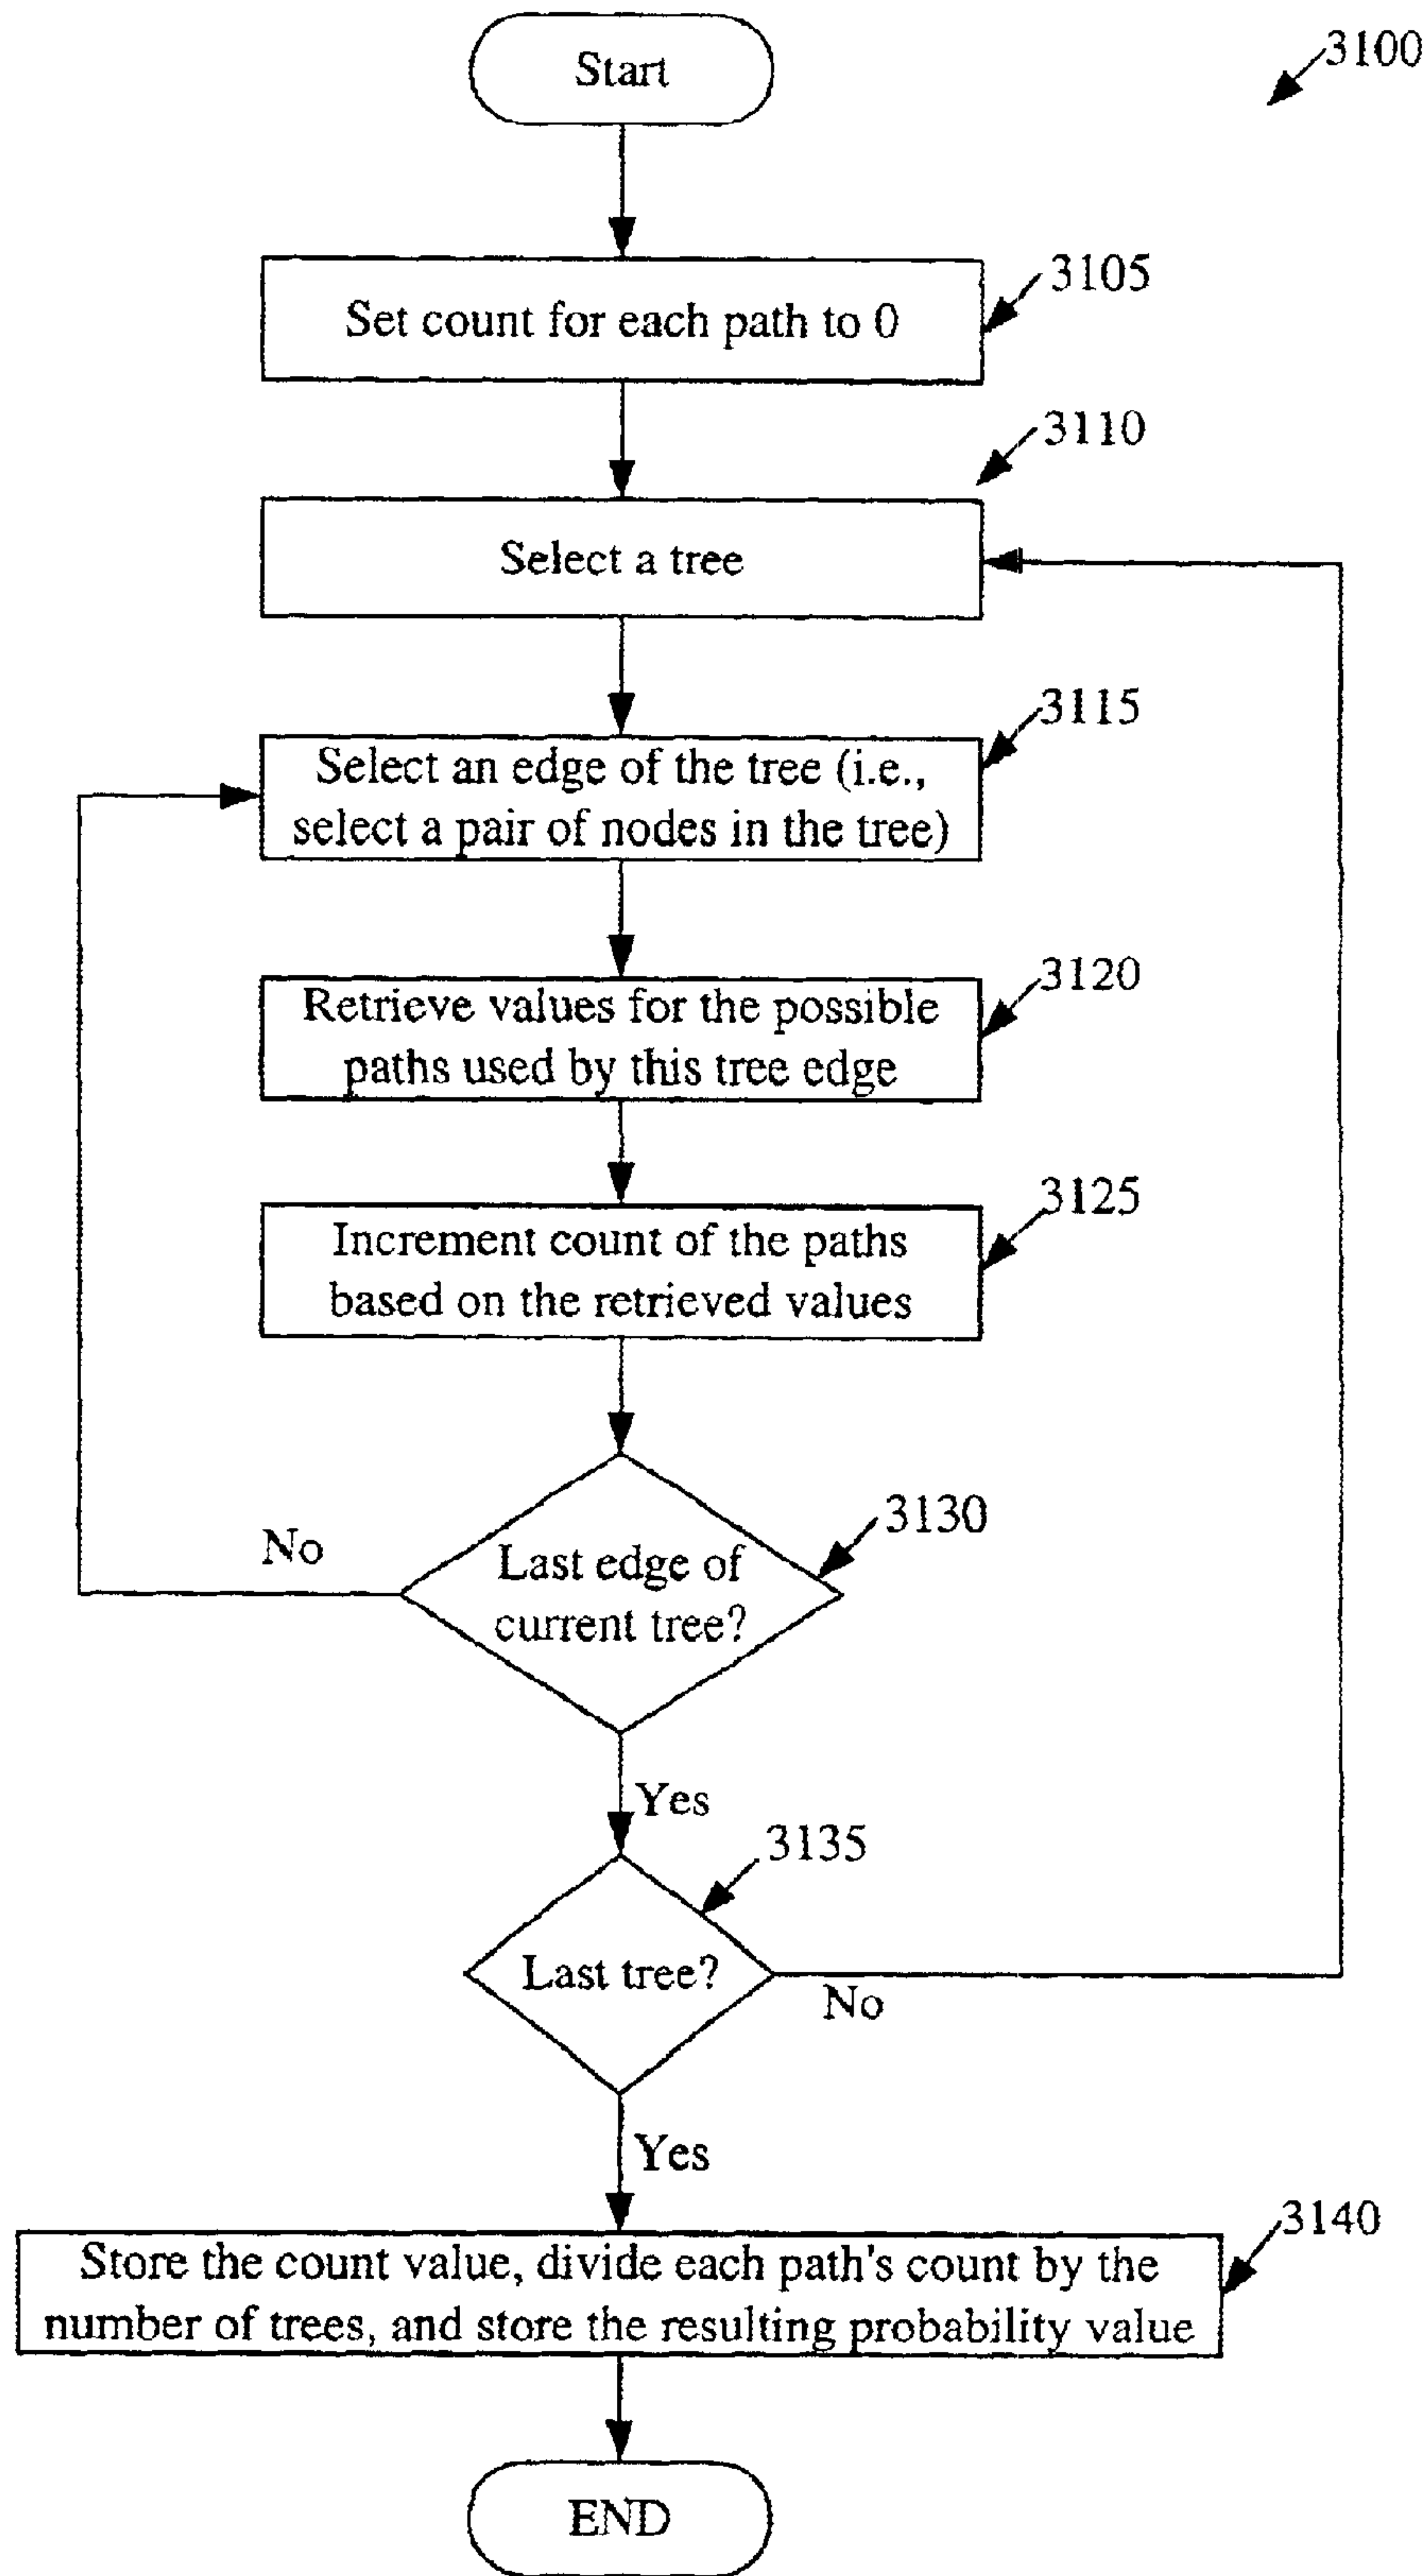 Start
3100
Set count for each path to 0
3105
3110
Select a tree
3115
Select an edge of the tree (i.e.,
select a pair of nodes in the tree)
3120
Retrieve values for the possible
paths used by this tree edge
3125
Increment count of the paths
based on the retrieved values
3130
No
Last edge of
current tree?
Yes
3135
Last tree?
No
Yes
3140
Store the count value, divide each path's count by the
number of trees, and store the resulting probability value
END